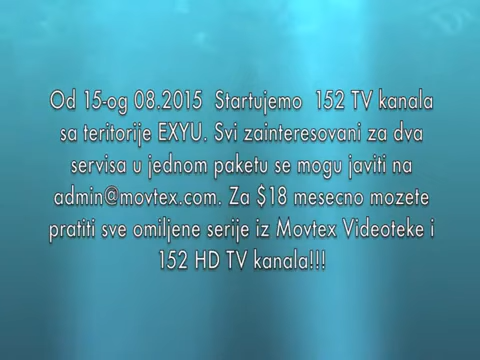 Od 15-og 08.2015 Startujemo 152 TV kanala
sa teritorije EXYU. Svi zainteresovani za dva
servisa u jednom paketu se mogu javiti na
admin@movtex.com. Za $18 mesecno mozete
pratiti sve omiljene serije iz Movtex Videoteke i
152 HD TV kanala!!!